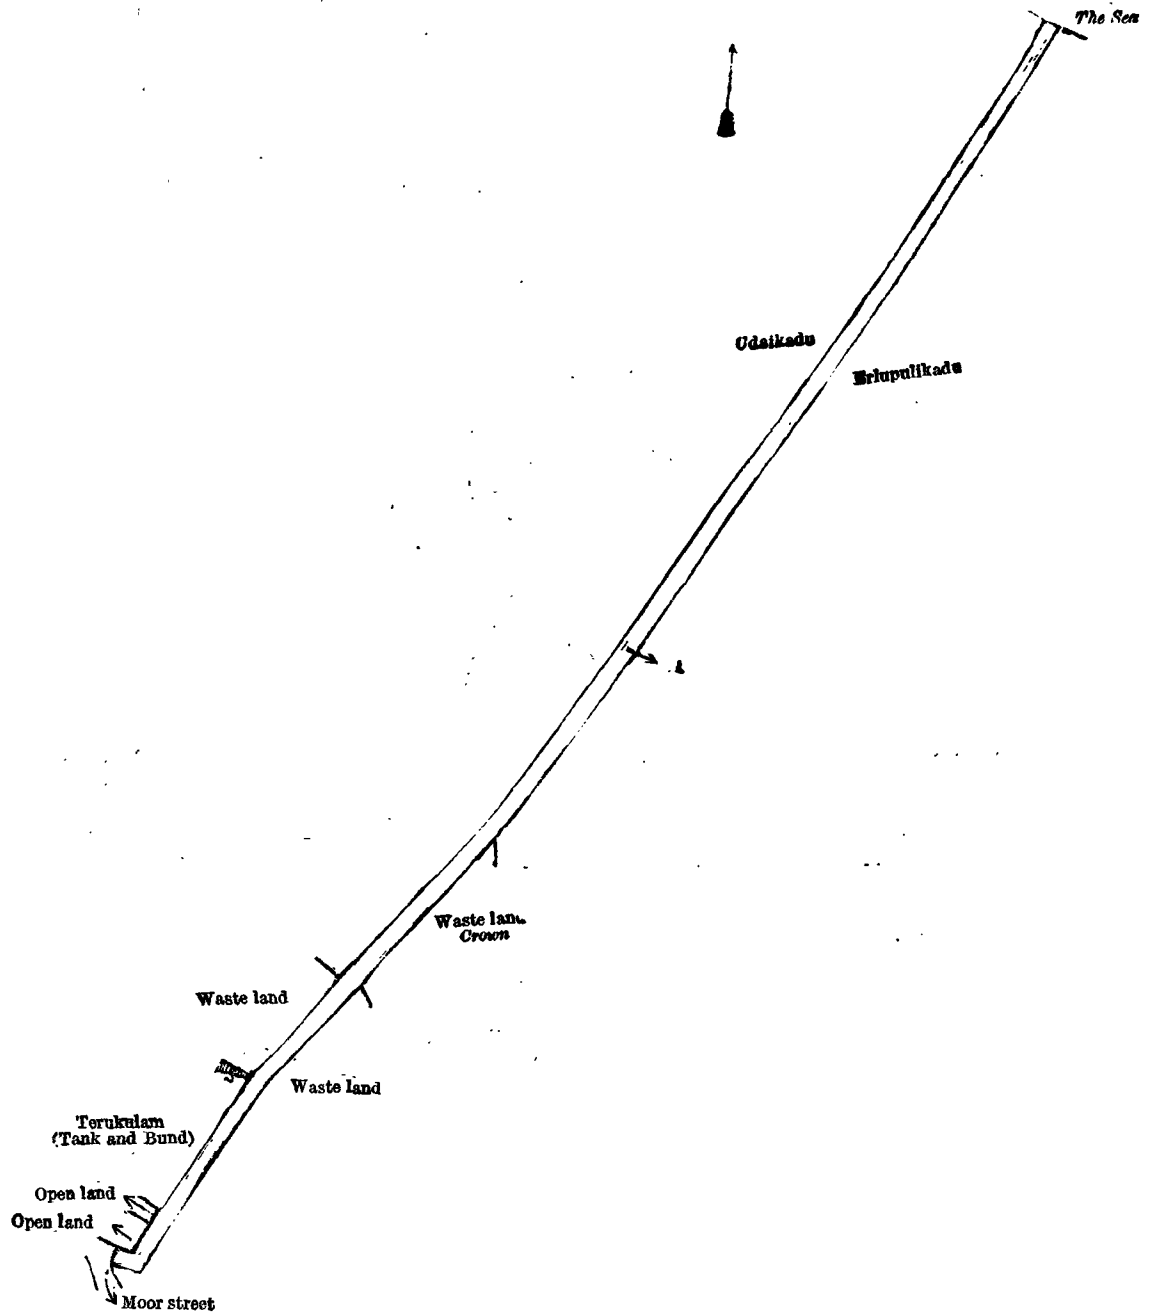 The Sea
Udaikadu
Eriupulikadu
Waste land
Crown
Waste land
Waste land
Terukulam
(Tank and Bund)
Open land
Open land
Moor street